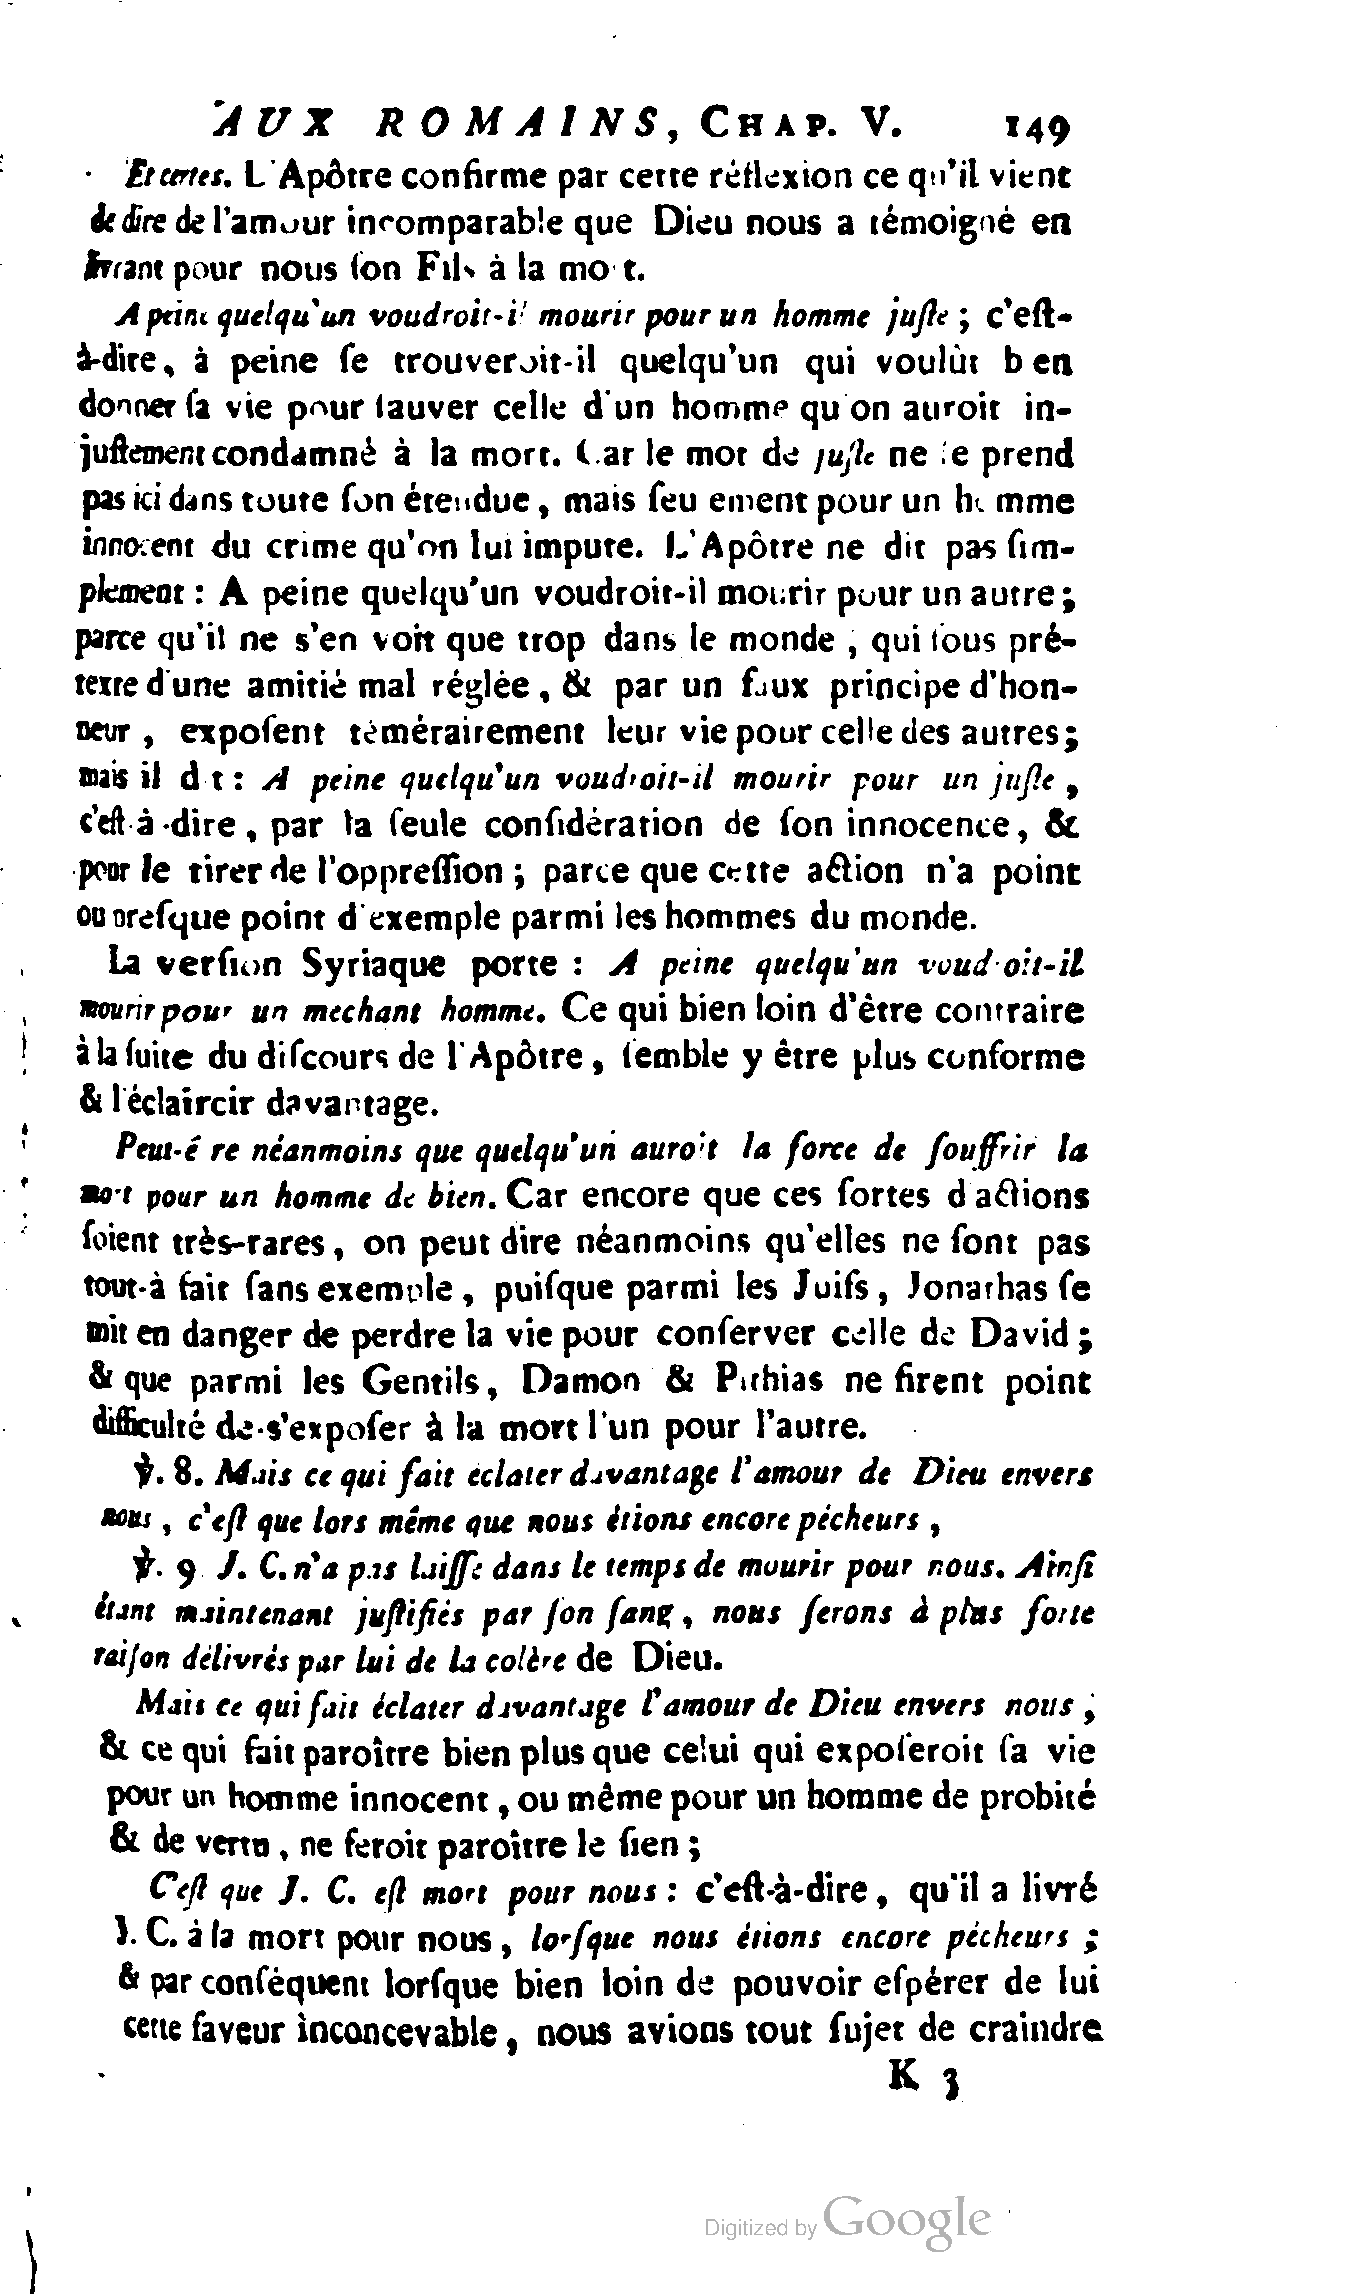 AUX ROMAINS, CHAP. V. 149
Et certes. L'Apôtre confirme par cette réflexion ce qu'il vient
de dire de l'amour incomparable que Dieu nous a témoigné en
livrant pour nous ſon Fils à la mort.
A peine quelqu'un voudroit-il mourir pour un homme juſte ; c'eſt-
à-dire, à peine ſe trouveroit-il quelqu'un qui voulût bien
donner ſa vie pour ſauver celle d'un homme qu'on auroit in-
juſtement condamné à la mort. Car le mot de juſte ne ſe prend
pas ici dans toute ſon étendue, mais ſeulement pour un homme
innocent du crime qu'on lui impute. L'Apôtre ne dit pas ſim-
plement : A peine quelqu'un voudroit-il mourir pour un autre ;
parce qu'il ne s'en voit que trop dans le monde, qui ſous pré-
texte d'une amitié mal réglée, & par un faux principe d'hon-
neur, expoſent témérairement leur vie pour celle des autres ;
mais il dit : A peine quelqu'un voudroit-il mourir pour un juſte,
c'eſt-à-dire, par la ſeule conſidération de ſon innocence, &
pour le tirer de l'oppreſſion ; parce que cette action n'a point
ou preſque point d'exemple parmi les hommes du monde.
La verſion Syriaque porte : A peine quelqu'un voudroit-il
mourir pour un mechant homme. Ce qui bien loin d'être contraire
à la ſuite du diſcours de l'Apôtre, ſemble y être plus conforme
& l'éclaircir davantage.
Peut-être néanmoins que quelqu'un auroit la force de ſouffrir la
mort pour un homme de bien. Car encore que ces ſortes d'actions
ſoient très-rares, on peut dire néanmoins qu'elles ne ſont pas
tout-à fait ſans exemple, puiſque parmi les Juifs, Jonathas ſe
mit en danger de perdre la vie pour conſerver celle de David ;
& que parmi les Gentils, Damon & Pithias ne firent point
difficulté de s'expoſer à la mort l'un pour l'autre.
℣. 8. Mais ce qui fait éclater davantage l'amour de Dieu envers
nous, c'eſt que lors même que nous étions encore pécheurs,
℣. 9 J. C. n'a pas laiſſé dans le temps de mourir pour nous. Ainſi
étant maintenant juſtifiés par ſon ſang, nous ſerons à plus forte
raiſon délivrés par lui de la colère de Dieu.
Mais ce qui fait éclater davantage l'amour de Dieu envers nous ;
& ce qui fait paroître bien plus que celui qui expoſeroit ſa vie
pour un homme innocent, ou même pour un homme de probité
& de vertu, ne feroit paroître le ſien ;
C'eſt que J. C. eſt mort pour nous : c'eſt-à-dire, qu'il a livré
J. C. à la mort pour nous, lorſque nous étions encore pécheurs ;
& par conſéquent lorſque bien loin de pouvoir eſpérer de lui
cette faveur inconcevable, nous avions tout ſujet de craindre
K 3
Digitized by Google